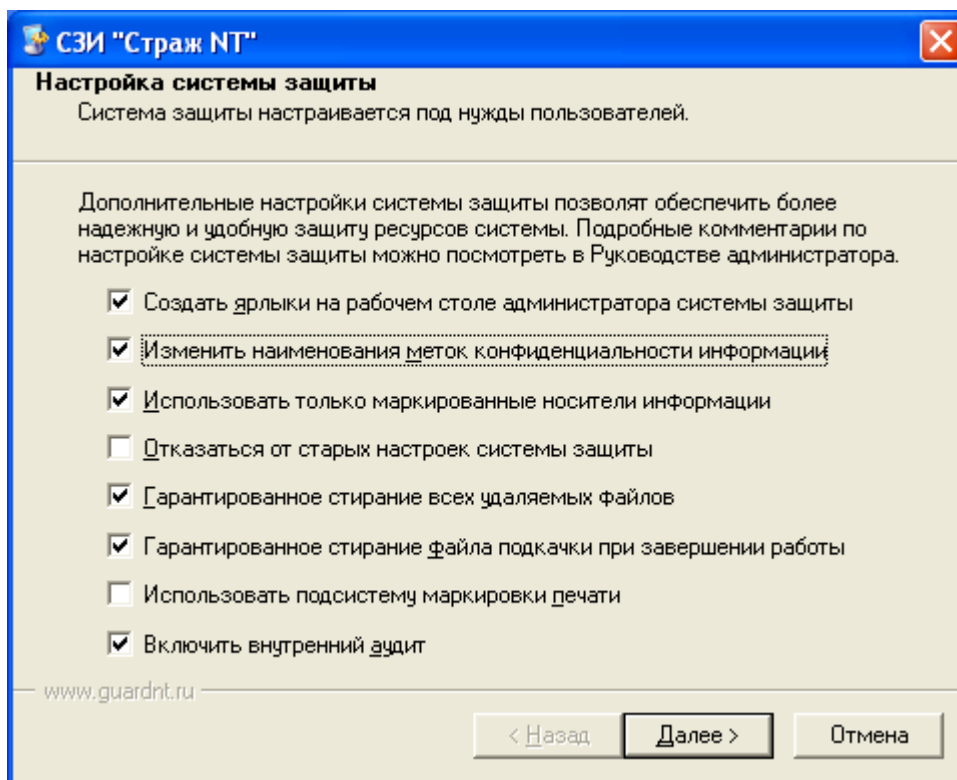 СЗИ "Страж NT"
Настройка системы защиты
Система защиты настраивается под нужды пользователей.
Дополнительные настройки системы защиты позволят обеспечить более
надежную и удобную защиту ресурсов системы. Подробные комментарии по
настройке системы защиты можно посмотреть в Руководстве администратора.
Создать ярлыки на рабочем столе администратора системы защиты
Изменить наименования меток конфиденциальности информации
Использовать только маркированные носители информации
Отказаться от старых настроек системы защиты
Гарантированное стирание всех удаляемых файлов
Гарантированное стирание файла подкачки при завершении работы
Использовать подсистему маркировки печати
Включить внутренний аудит
www.guardnt.ru
< Назад Далее > Отмена